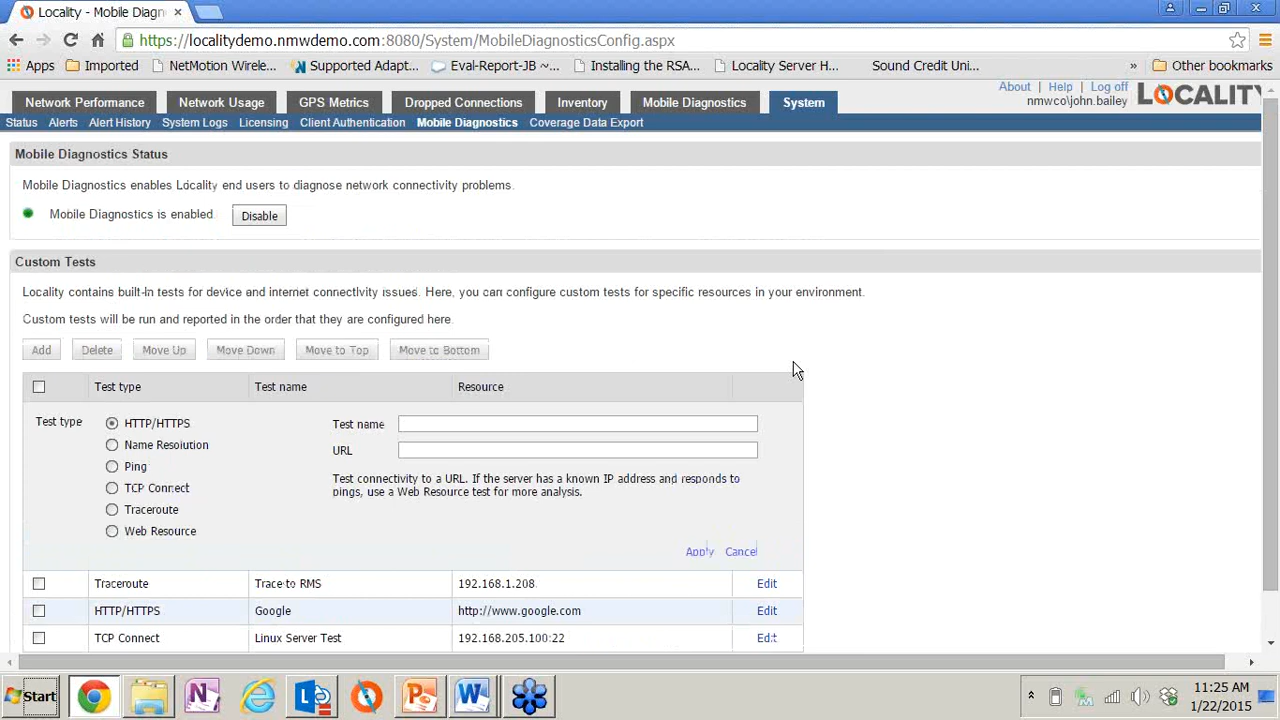 Locality - Mobile Diagn
https://localitydemo.nmwdemo.com:8080/System/MobileDiagnosticsConfig.aspx
Apps Imported NetMotion Wirele... Supported Adapt... Eval-Report-JB ~... Installing the RSA... Locality Server H... Sound Credit Uni... » Other bookmarks
About | Help | Log off
Network Performance Network Usage GPS Metrics Dropped Connections Inventory Mobile Diagnostics System
nmwco\john.bailey LOCALITY
Status Alerts Alert History System Logs Licensing Client Authentication Mobile Diagnostics Coverage Data Export
Mobile Diagnostics Status
Mobile Diagnostics enables Locality end users to diagnose network connectivity problems.
Mobile Diagnostics is enabled Disable
Custom Tests
Locality contains built-in tests for device and internet connectivity issues. Here, you can configure custom tests for specific resources in your environment.
Custom tests will be run and reported in the order that they are configured here.
Add Delete Move Up Move Down Move to Top Move to Bottom
Test type Test name Resource
Test type HTTP/HTTPS Test name
Name Resolution URL
Ping
Test connectivity to a URL. If the server has a known IP address and responds to
TCP Connect pings, use a Web Resource test for more analysis.
Traceroute
Web Resource
Apply Cancel
Traceroute Trace to RMS 192.168.1.208 Edit
HTTP/HTTPS Google http://www.google.com Edit
TCP Connect Linux Server Test 192.168.205.100:22 Edit
Start 11:25 AM
1/22/2015